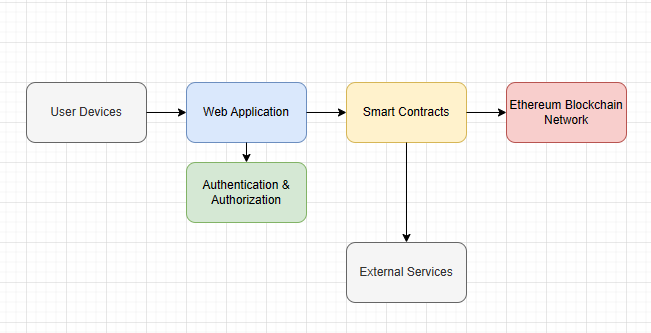 User Devices
Web Application
Smart Contracts
Ethereum Blockchain
Network
Authentication &
Authorization
External Services